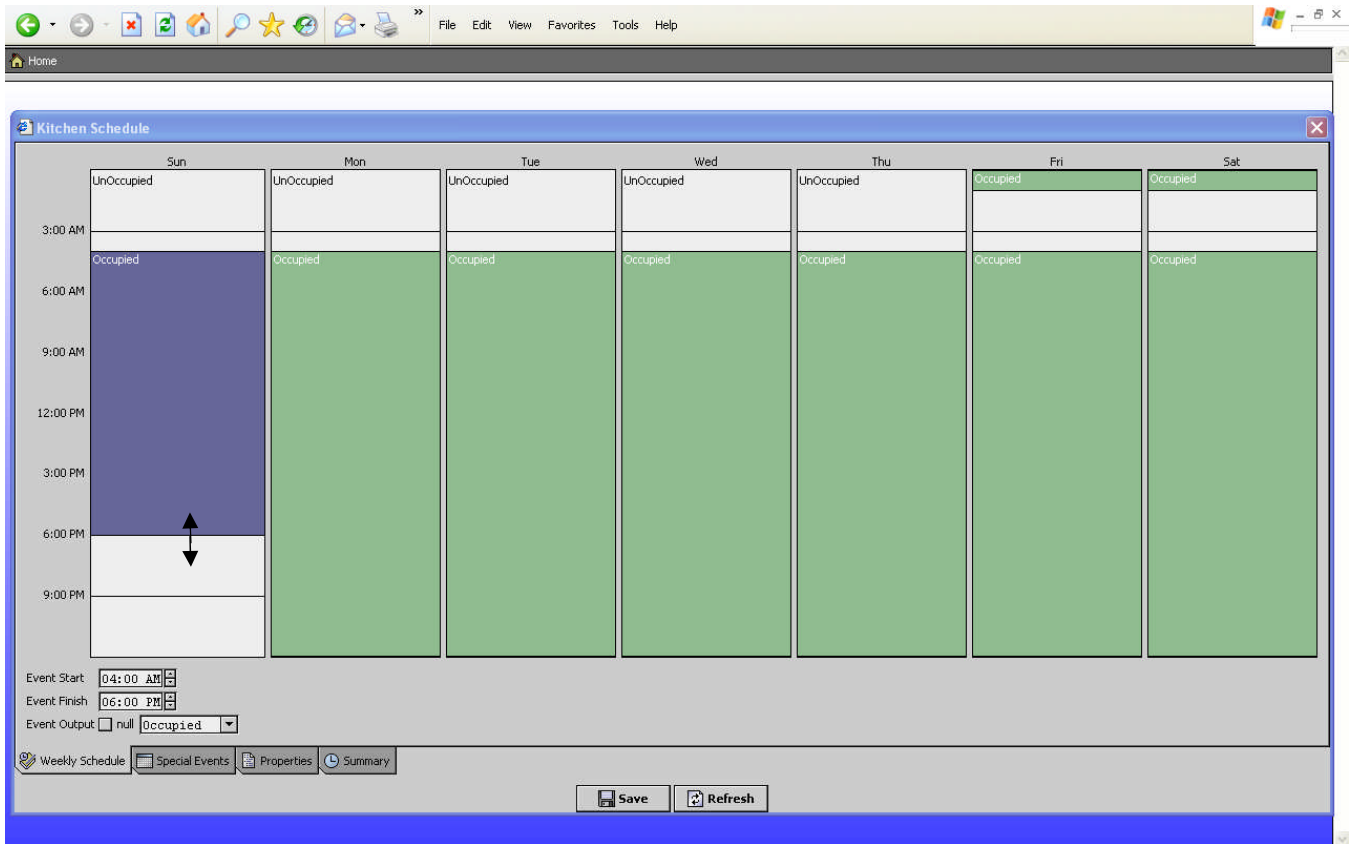 » File Edit View Favorites Tools Help
Home
Kitchen Schedule
Sun Mon Tue Wed Thu Fri Sat
UnOccupied UnOccupied UnOccupied UnOccupied UnOccupied Occupied Occupied
3:00 AM
Occupied Occupied Occupied Occupied Occupied Occupied Occupied
6:00 AM
9:00 AM
12:00 PM
3:00 PM
6:00 PM
9:00 PM
Event Start 04:00 AM
Event Finish 06:00 PM
Event Output null Occupied
Weekly Schedule Special Events Properties Summary
Save Refresh